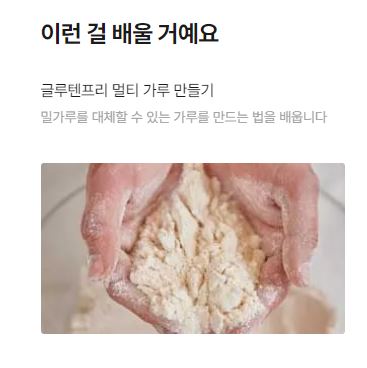 이런 걸 배울 거예요
글루텐프리 멀티 가루 만들기
밀가루를 대체할 수 있는 가루를 만드는 법을 배웁니다